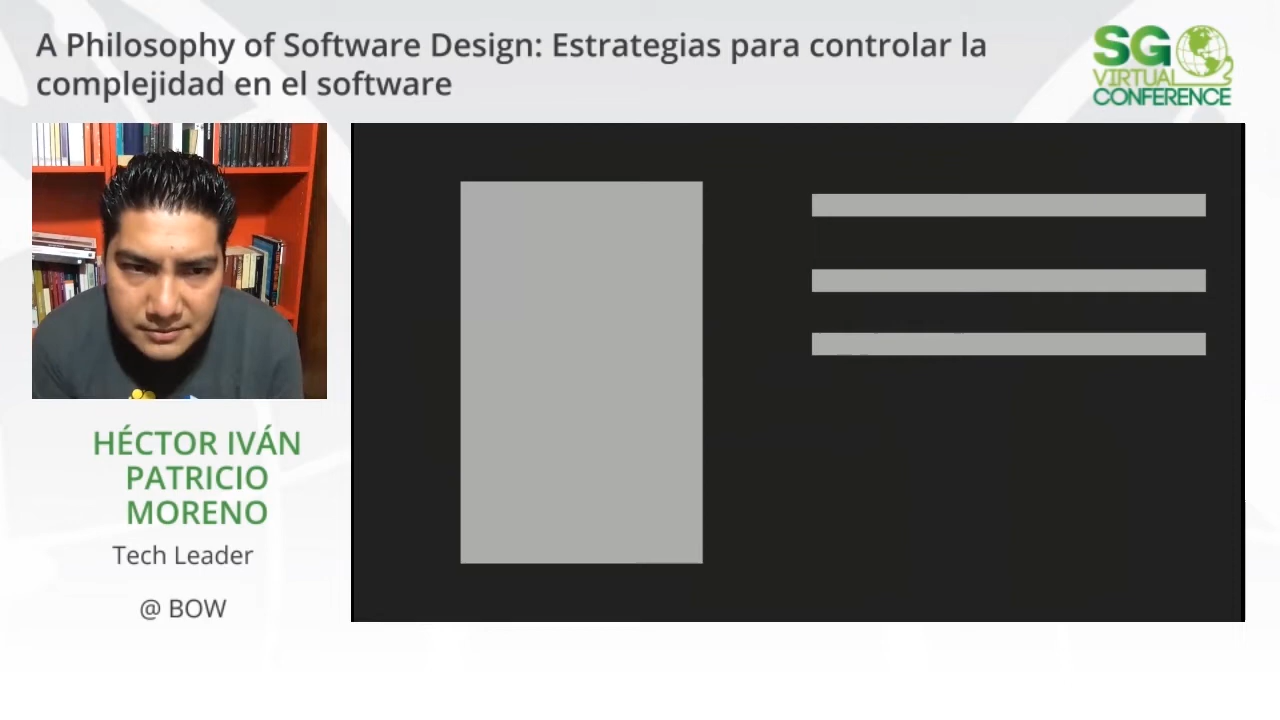 A Philosophy of Software Design: Estrategias para controlar la
complejidad en el software
SG
VIRTUAL
CONFERENCE
HÉCTOR IVÁN
PATRICIO
MORENO
Tech Leader
@ BOW